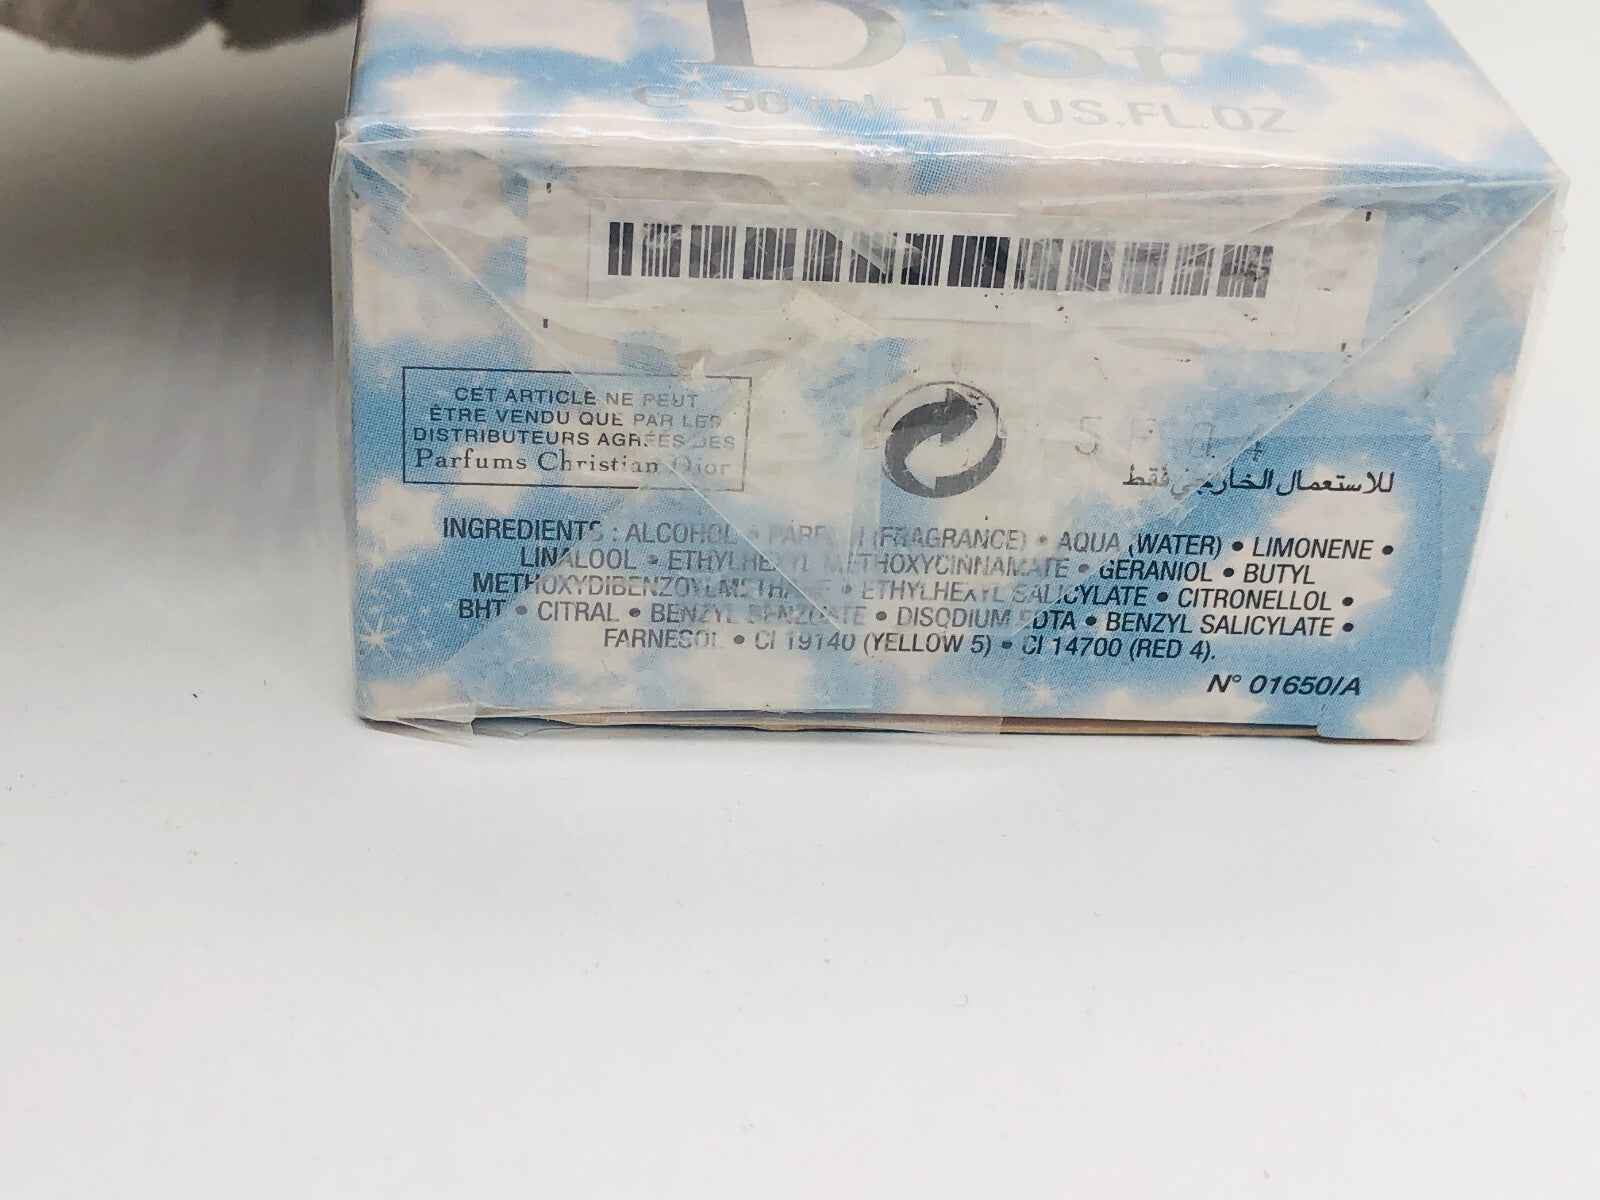 Dior
e 50 ml - 1.7 US.FL.OZ
CET ARTICLE NE PEUT
ÊTRE VENDU QUE PAR LES
DISTRIBUTEURS AGRÉÉS DES
Parfums Christian Dior
5F04
للاستعمال الخارجي فقط
INGREDIENTS : ALCOHOL • PARFUM (FRAGRANCE) • AQUA (WATER) • LIMONENE •
LINALOOL • ETHYLHEXYL METHOXYCINNAMATE • GERANIOL • BUTYL
METHOXYDIBENZOYLMETHANE • ETHYLHEXYL SALICYLATE • CITRONELLOL •
BHT • CITRAL • BENZYL BENZOATE • DISODIUM EDTA • BENZYL SALICYLATE •
FARNESOL • CI 19140 (YELLOW 5) • CI 14700 (RED 4).
N° 01650/A